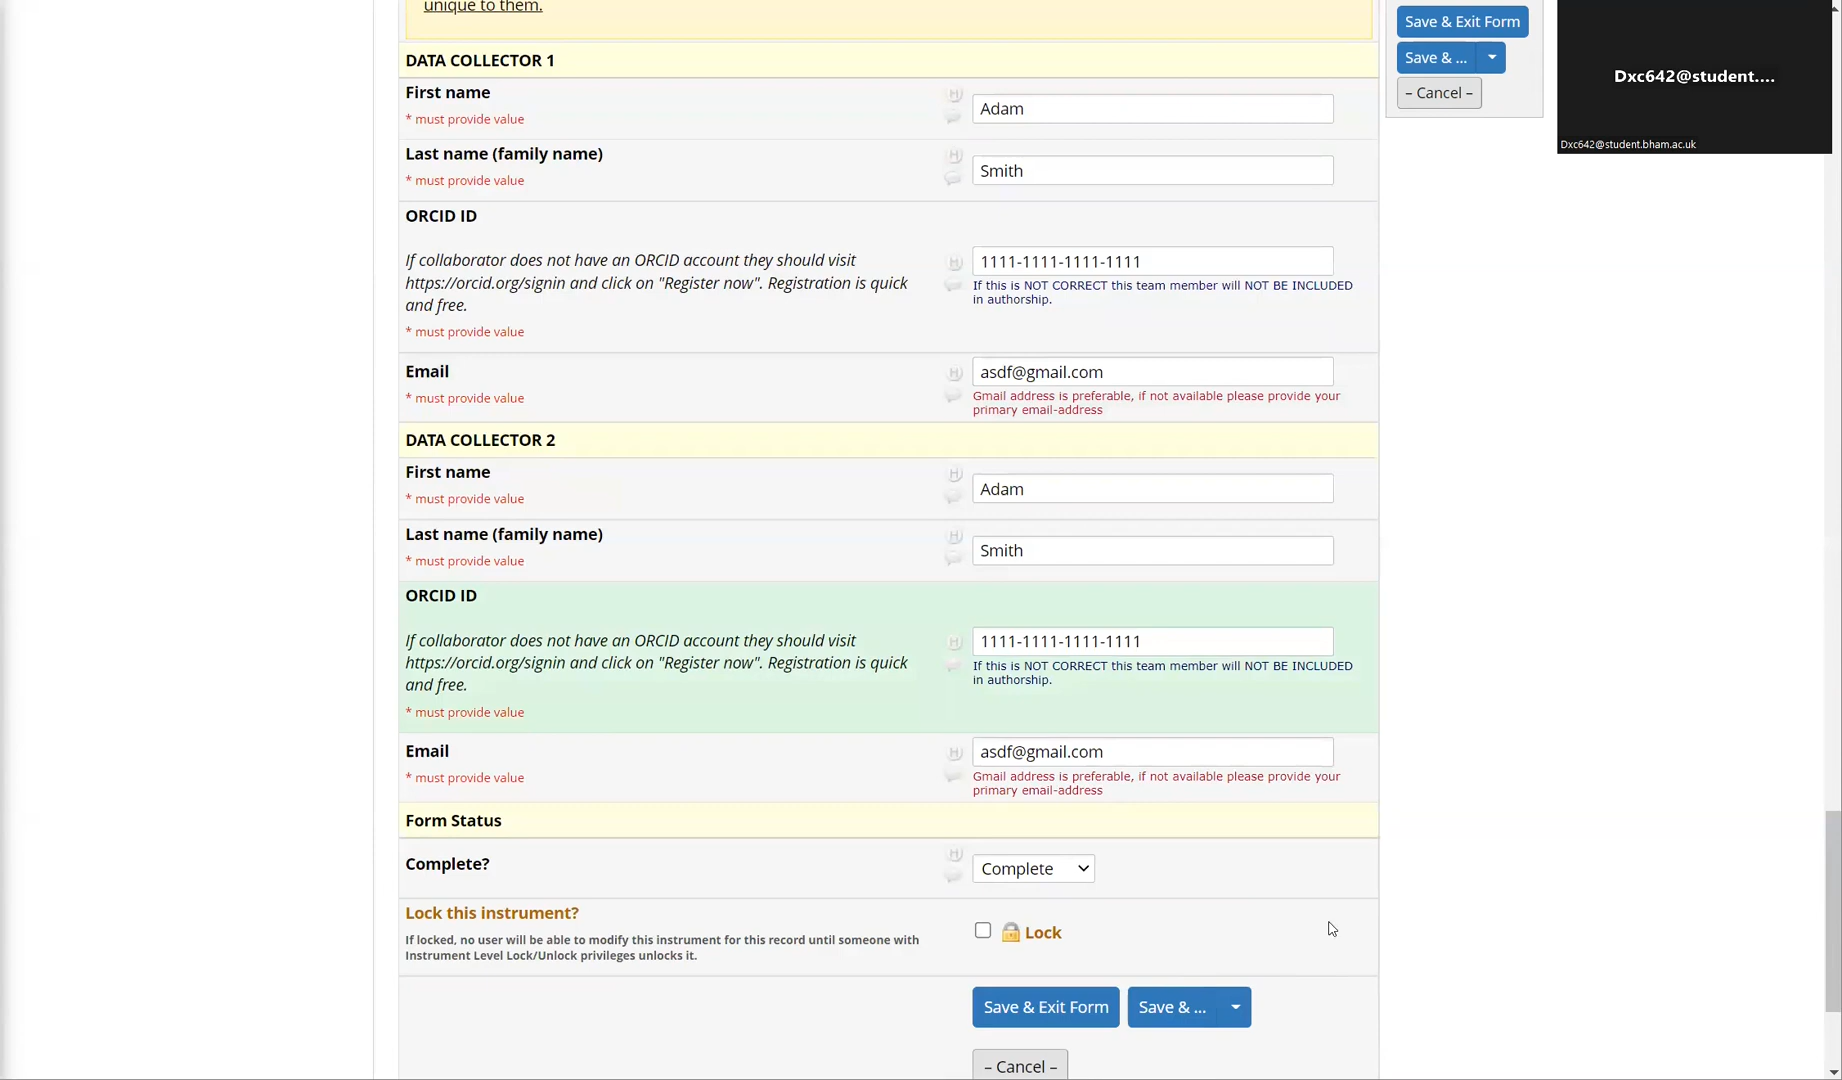 unique to them.
Save & Exit Form
Save & ...
– Cancel –
Dxc642@student....
Dxc642@student.bham.ac.uk
DATA COLLECTOR 1
First name
* must provide value
H
Adam
Last name (family name)
* must provide value
H
Smith
ORCID ID
If collaborator does not have an ORCID account they should visit
https://orcid.org/signin and click on "Register now". Registration is quick
and free.
* must provide value
H
1111-1111-1111-1111
If this is NOT CORRECT this team member will NOT BE INCLUDED
in authorship.
Email
* must provide value
H
asdf@gmail.com
Gmail address is preferable, if not available please provide your
primary email-address
DATA COLLECTOR 2
First name
* must provide value
H
Adam
Last name (family name)
* must provide value
H
Smith
ORCID ID
If collaborator does not have an ORCID account they should visit
https://orcid.org/signin and click on "Register now". Registration is quick
and free.
* must provide value
H
1111-1111-1111-1111
If this is NOT CORRECT this team member will NOT BE INCLUDED
in authorship.
Email
* must provide value
H
asdf@gmail.com
Gmail address is preferable, if not available please provide your
primary email-address
Form Status
Complete?
H
Complete
Lock this instrument?
If locked, no user will be able to modify this instrument for this record until someone with
Instrument Level Lock/Unlock privileges unlocks it.
Lock
Save & Exit Form
Save & ...
– Cancel –